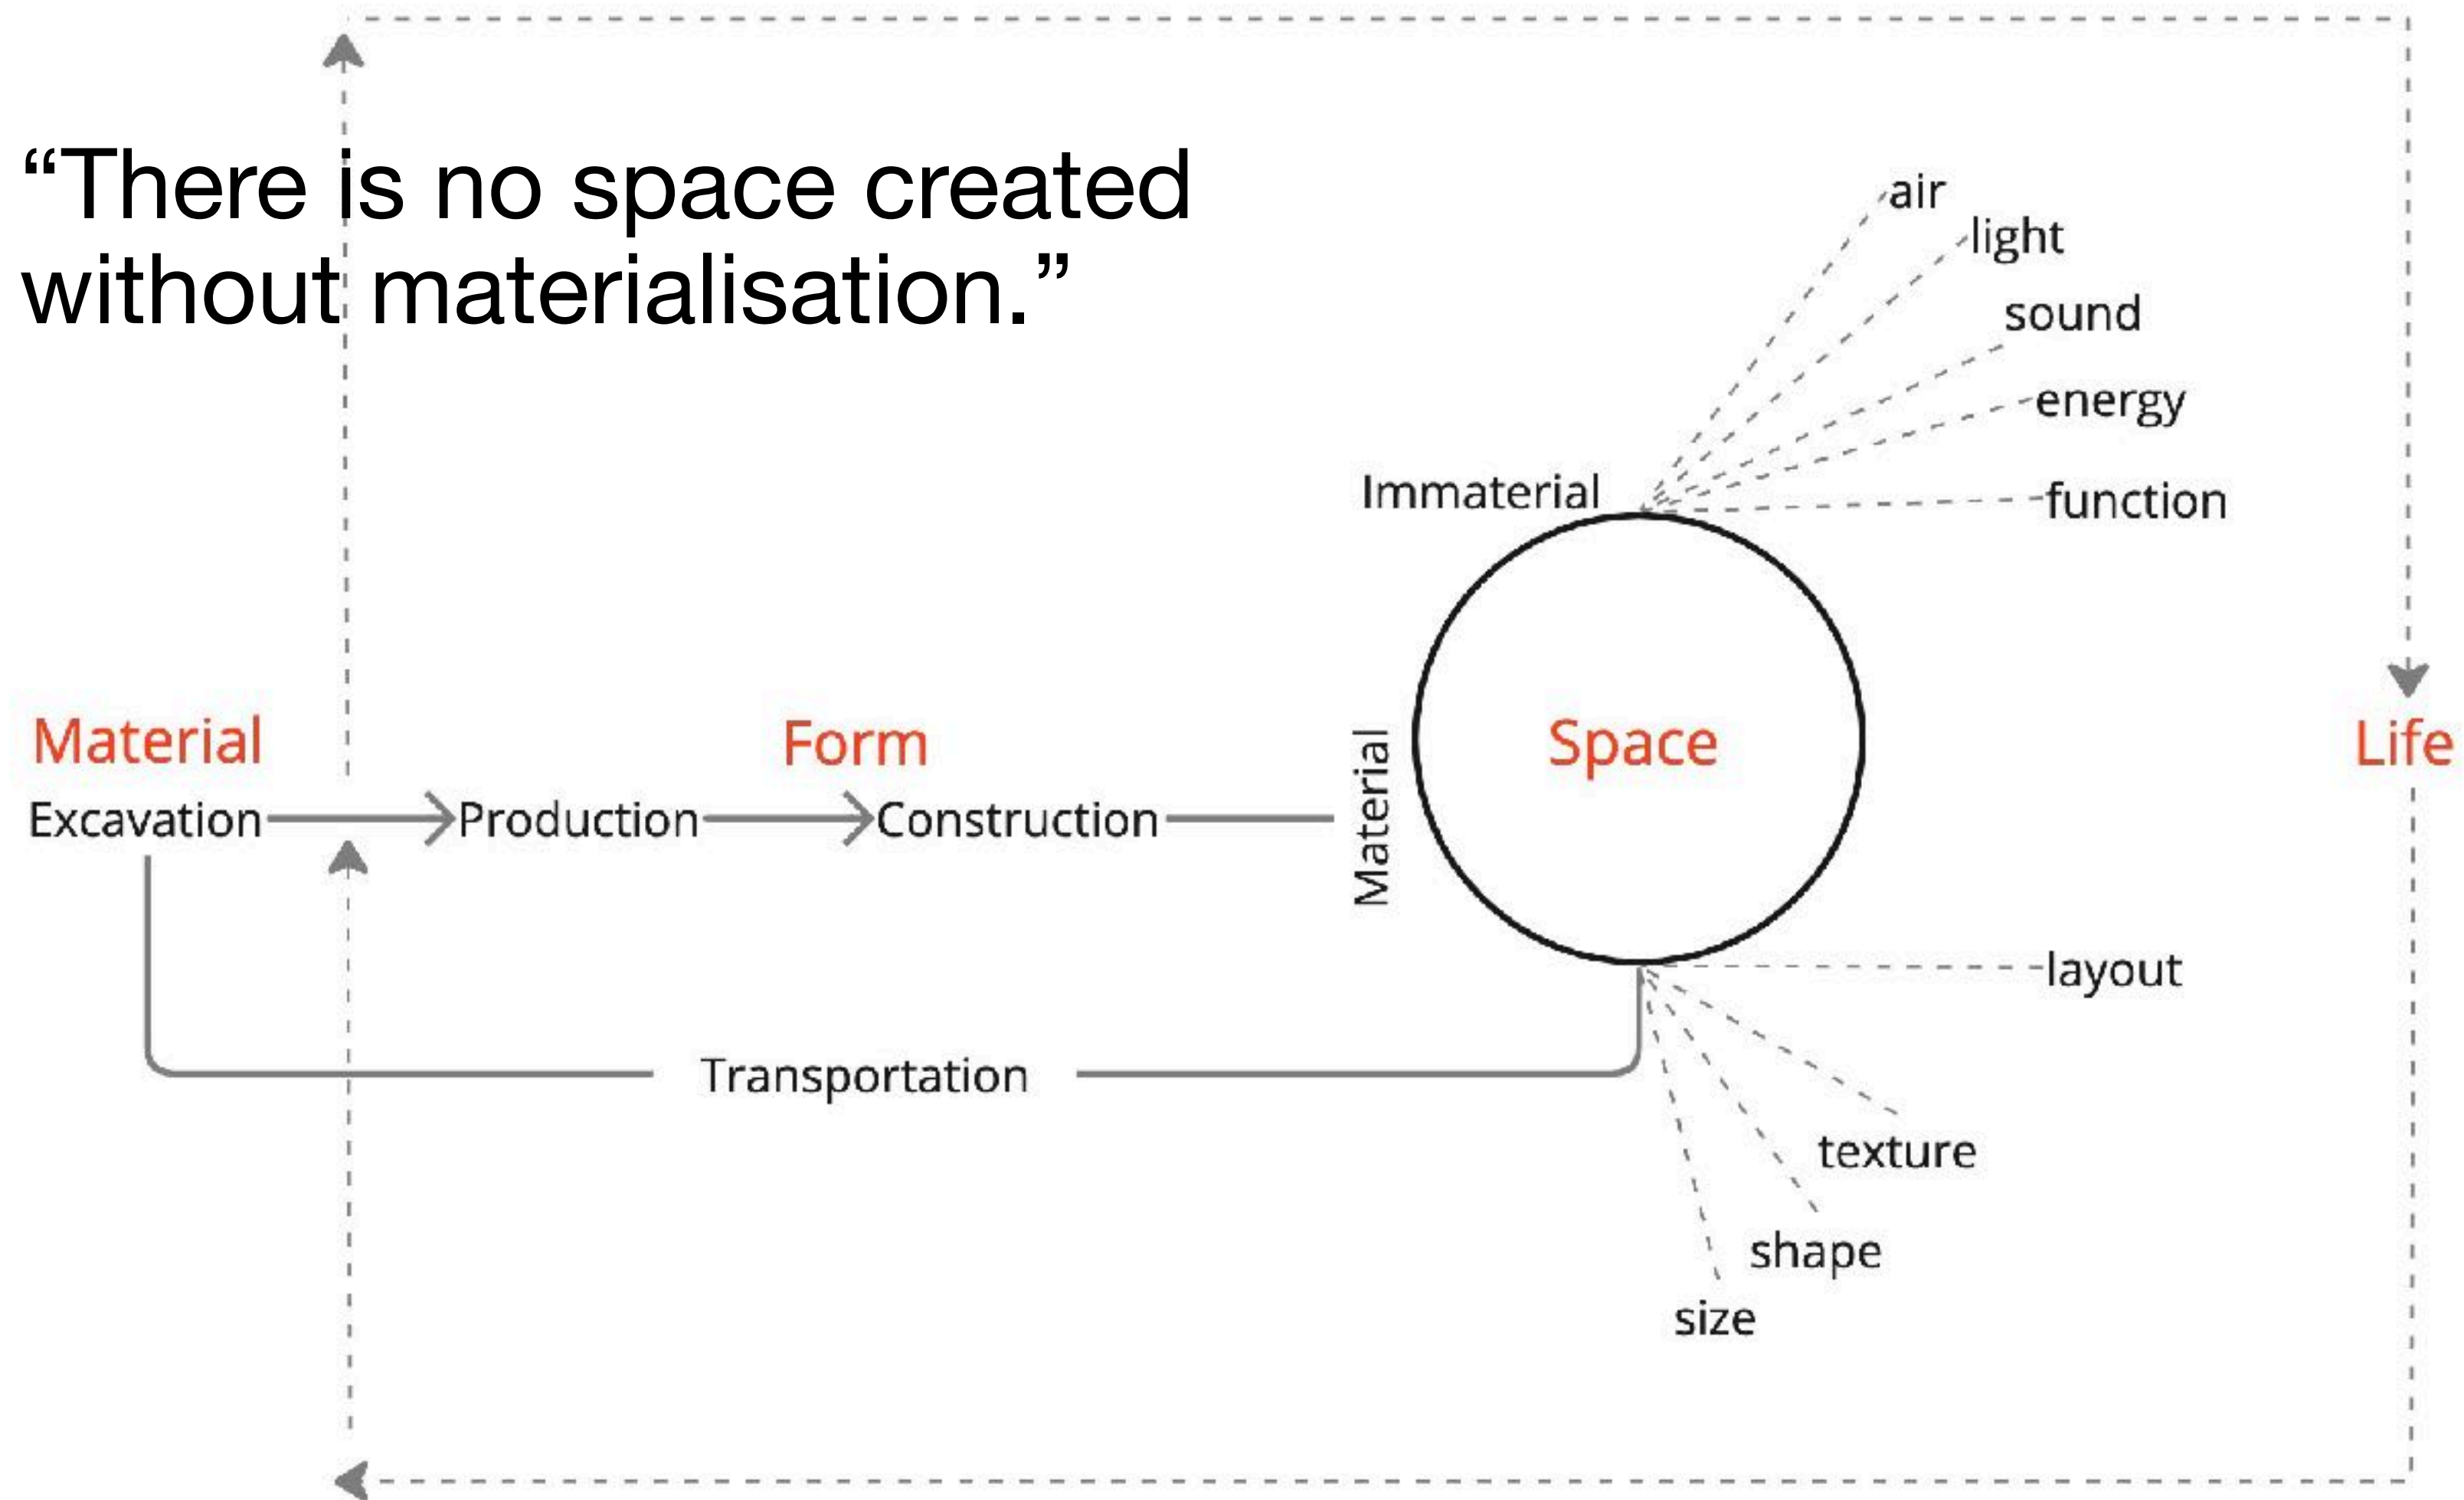 “There is no space created
without materialisation.”
air
light
sound
energy
Immaterial
function
Material
Form
Space
Life
Excavation
Production
Construction
Material
layout
Transportation
texture
shape
size